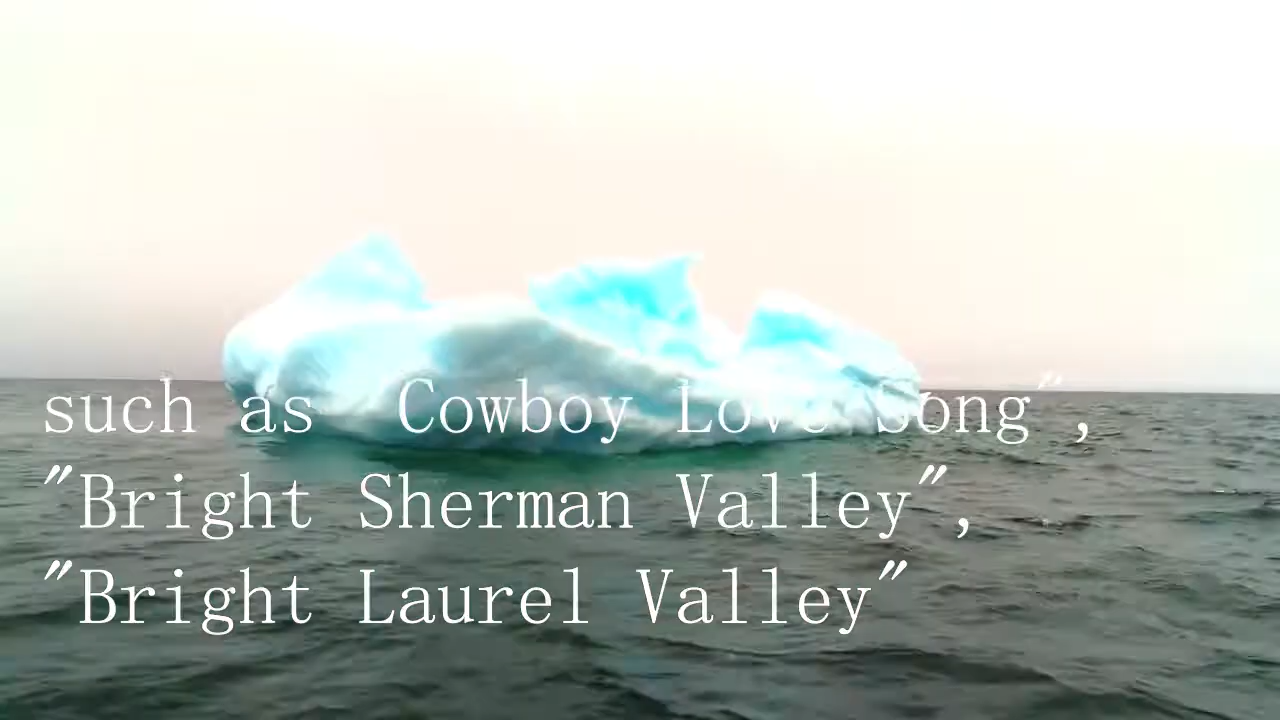 such as "Cowboy Love Song",
"Bright Sherman Valley",
"Bright Laurel Valley"